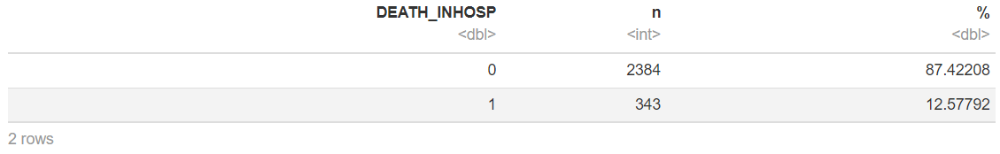 DEATH_INHOSP n %
<dbl> <int> <dbl>
0 2384 87.42208
1 343 12.57792
2 rows